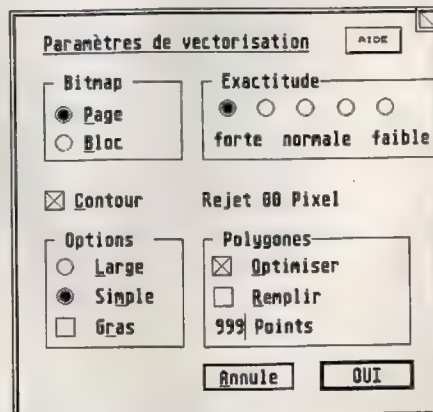 Paramètres de vectorisation AIDE
Bitmap
Page
Bloc
Exactitude
forte normale faible
Contour
Rejet 00 Pixel
Options
Large
Simple
Gras
Polygones
Optimiser
Remplir
999 Points
Annule OUI